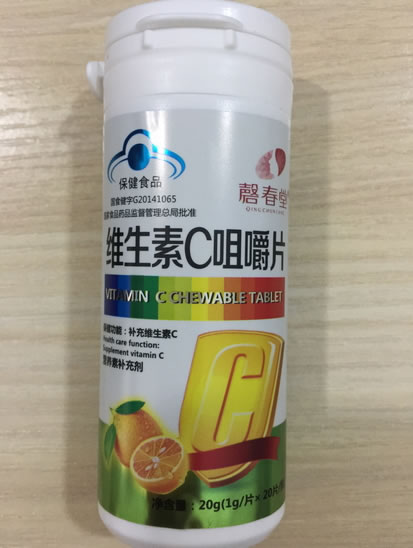 保健食品
国食健字G20141065
国家食品药品监督管理总局批准
磬春堂
QINGCHUNTANG
维生素C咀嚼片
VITAMIN C CHEWABLE TABLET
保健功能：补充维生素C
Health care function:
Supplement vitamin C
营养素补充剂
C
净含量：20g(1g/片×20片